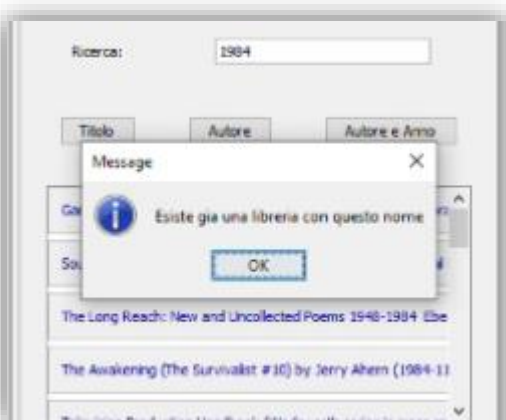 Ricerca: 1984
Titolo Autore Autore e Anno
Message
Esiste gia una libreria con questo nome
OK
The Long Reach: New and Uncollected Poems 1948-1984 Ebe
The Awakening (The Survivalist #10) by Jerry Ahern (1984-11